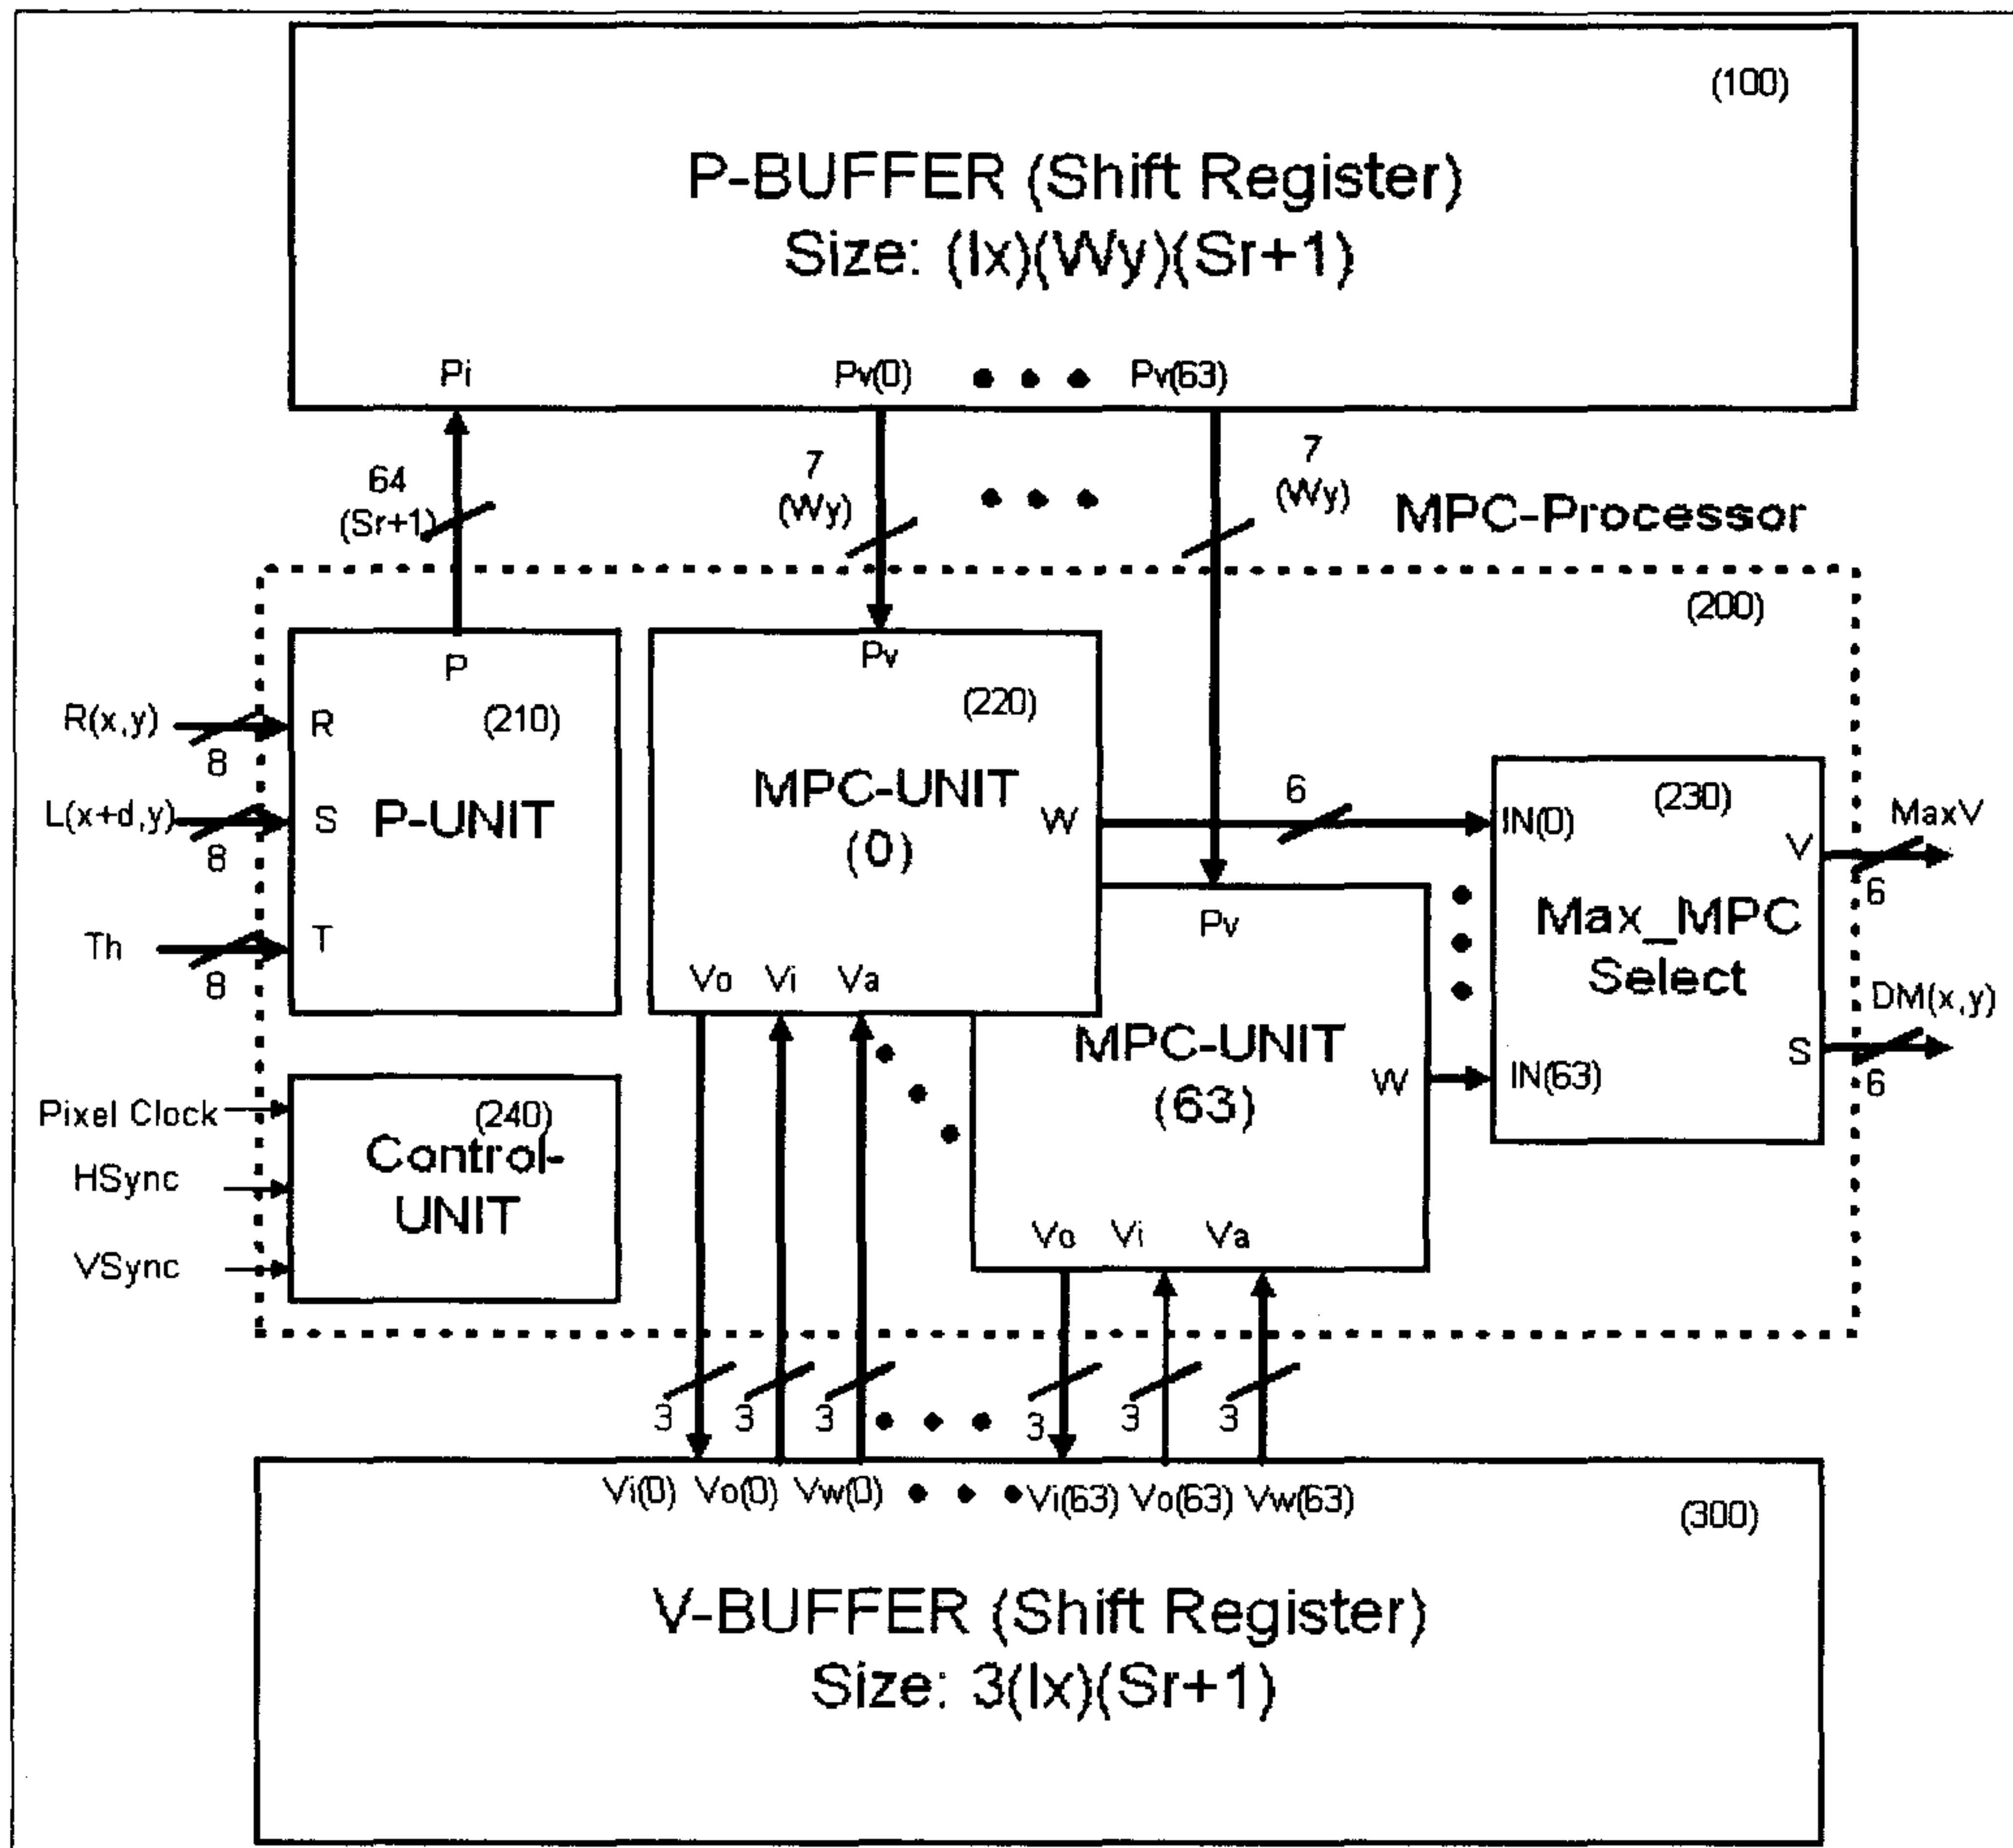 (100)
P-BUFFER (Shift Register)
Size: (Ix)(Wy)(Sr+1)
Pi
Pv(0)
Pv(63)
64
(Sr+1)
7
(Wy)
7
(Wy)
MPC-Processor
(200)
P
(210)
R(x,y)
8
R
L(x+d,y)
8
S
P-UNIT
Th
8
T
Pv
(220)
MPC-UNIT
(0)
W
Vo Vi Va
6
Pv
MPC-UNIT
(63)
W
Vo Vi Va
(230)
IN(0)
V
Max_MPC
Select
S
IN(63)
MaxV
6
DM(x,y)
6
Pixel Clock
HSync
VSync
(240)
Control-
UNIT
3 3 3 3 3 3
Vi(0) Vo(0) Vw(0) Vi(63) Vo(63) Vw(63)
(300)
V-BUFFER (Shift Register)
Size: 3(Ix)(Sr+1)